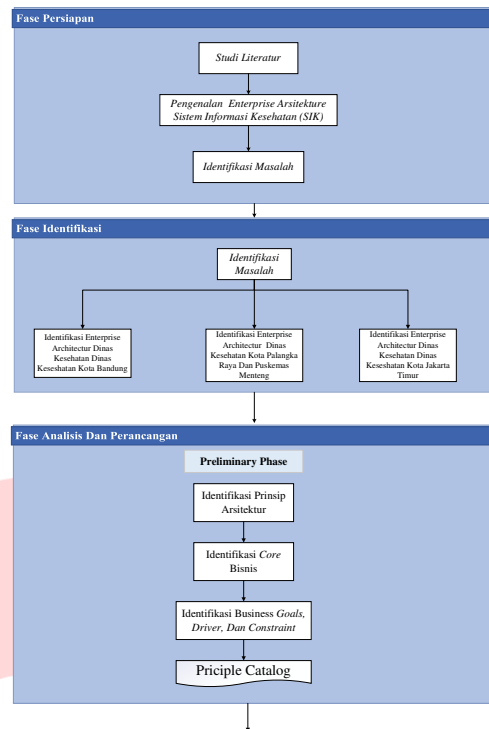 Fase Persiapan
Studi Literatur
Pengenalan Enterprise Arsitekture
Sistem Informasi Kesehatan (SIK)
Identifikasi Masalah
Fase Identifikasi
Identifikasi
Masalah
Identifikasi Enterprise
Architectur Dinas
Kesehatan Dinas
Keseshatan Kota Bandung
Identifikasi Enterprise
Architectur Dinas
Kesehatan Kota Palangka
Raya Dan Puskemas
Menteng
Identifikasi Enterprise
Architectur Dinas
Kesehatan Dinas
Keseshatan Kota Jakarta
Timur
Fase Analisis Dan Perancangan
Preliminary Phase
Identifikasi Prinsip
Arsitektur
Identifikasi Core
Bisnis
Identifikasi Business Goals,
Driver, Dan Constraint
Priciple Catalog